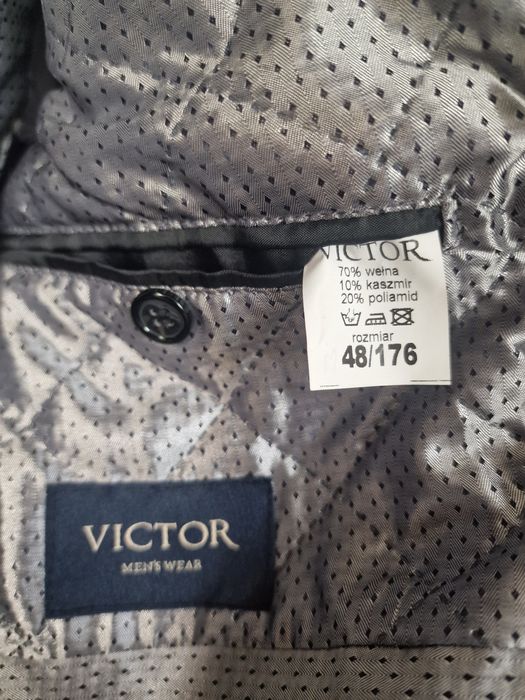 VICTOR
70% wełna
10% kaszmir
20% poliamid
rozmiar
48/176
VICTOR
MEN'S WEAR